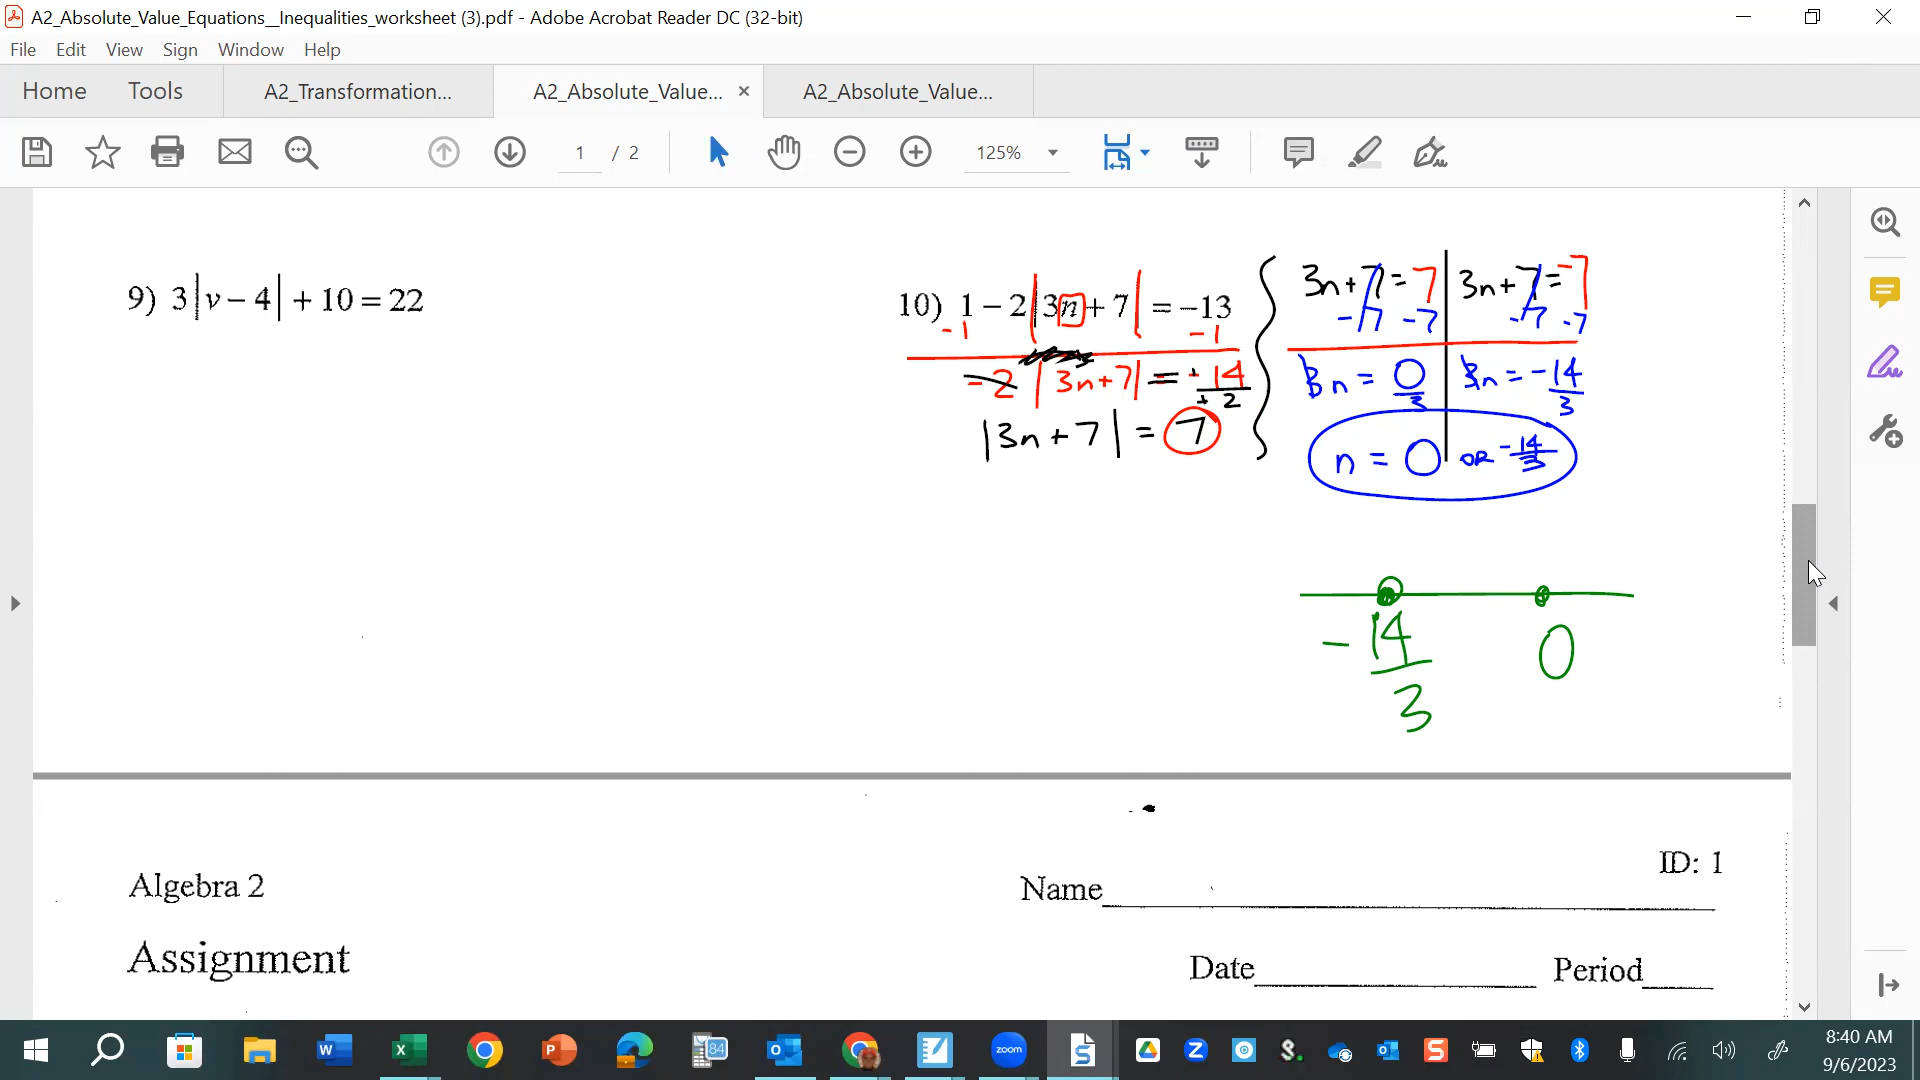 A2_Absolute_Value_Equations__Inequalities_worksheet (3).pdf - Adobe Acrobat Reader DC (32-bit)
File Edit View Sign Window Help
Home Tools A2_Transformation... A2_Absolute_Value... × A2_Absolute_Value...
1 / 2 125%
9) 3|v − 4| + 10 = 22
10) 1 − 2|3n + 7| = −13
-1 -1
-2 |3n+7| = +14
+2
|3n+7| = 7
3n+7=7 3n+7=-7
-7 -7 -7 -7
3n = 0 3n = -14
3 3
n = 0 OR -14/3
-14 0
3
ID: 1
Algebra 2 Name
Assignment Date Period
84
zoom
8:40 AM
9/6/2023